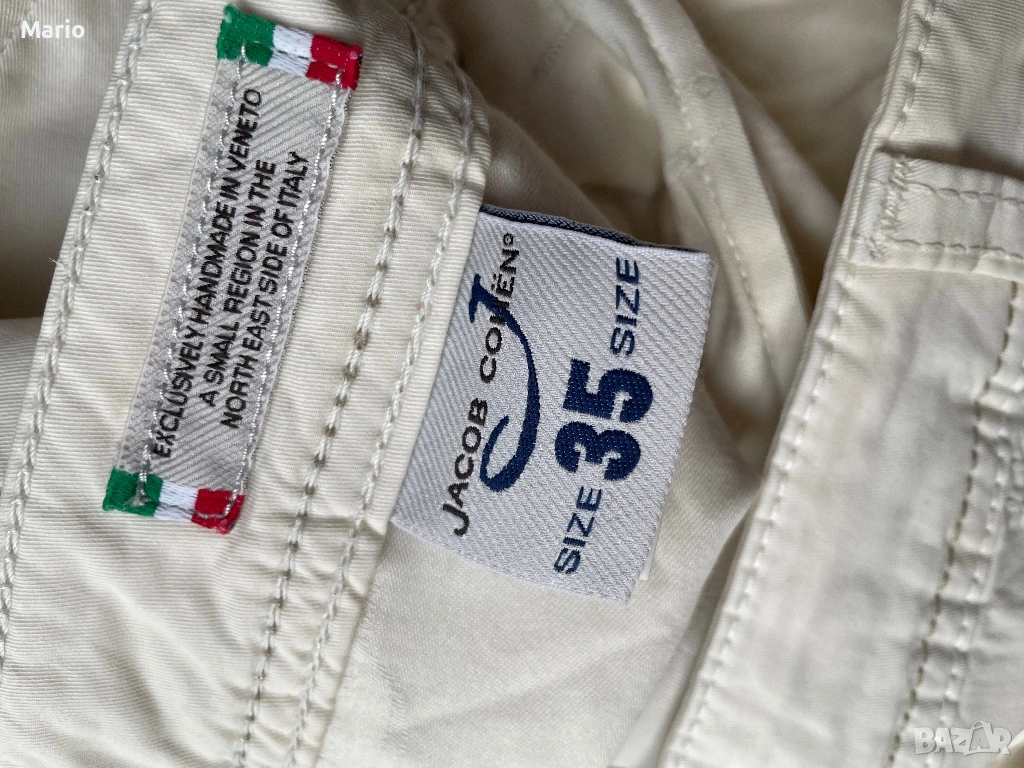 Mario
EXCLUSIVELY HANDMADE IN VENETO
A SMALL REGION IN THE
NORTH EAST SIDE OF ITALY
JACOB COHËN
J
SIZE 35 SIZE
BAZAR